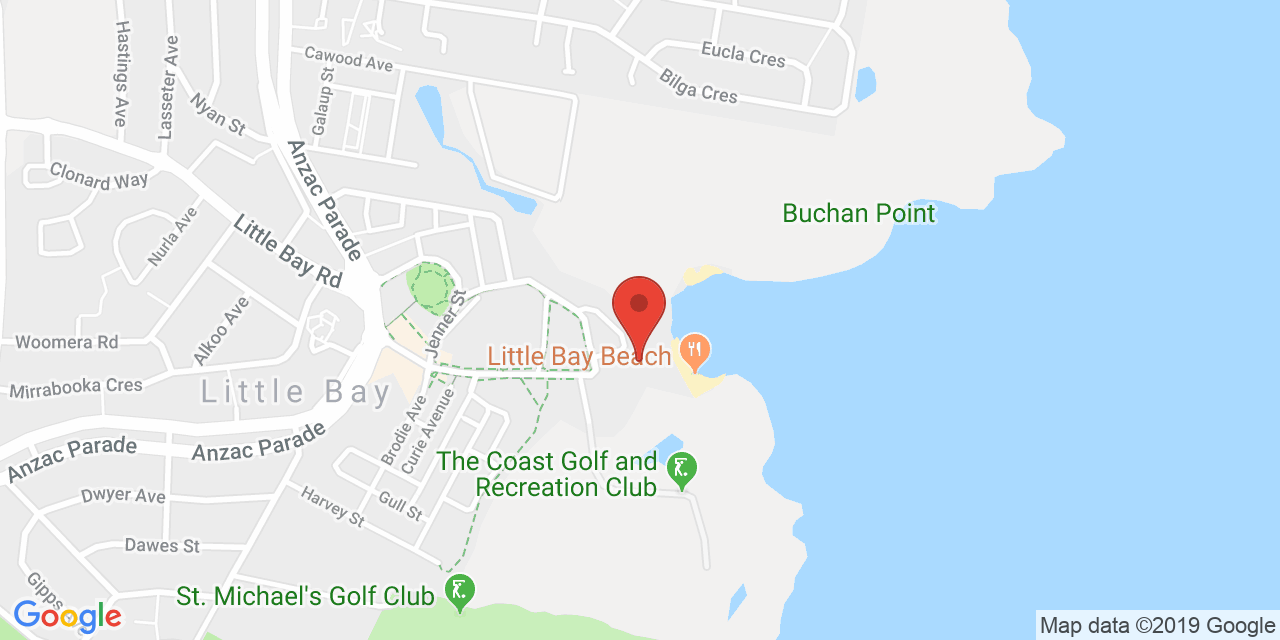 Hastings Ave
Lasseter Ave
Nyan St
Galaup St
Cawood Ave
Eucla Cres
Bilga Cres
Anzac Parade
Clonard Way
Nurla Ave
Little Bay Rd
Buchan Point
Alkoo Ave
Jenner St
Woomera Rd
Little Bay Beach
Mirrabooka Cres
Little Bay
Brodie Ave
Curie Avenue
Anzac Parade
Anzac Parade
The Coast Golf and
Recreation Club
Dwyer Ave
Harvey St
Gull St
Dawes St
Gipps
St. Michael's Golf Club
Google
Map data ©2019 Google